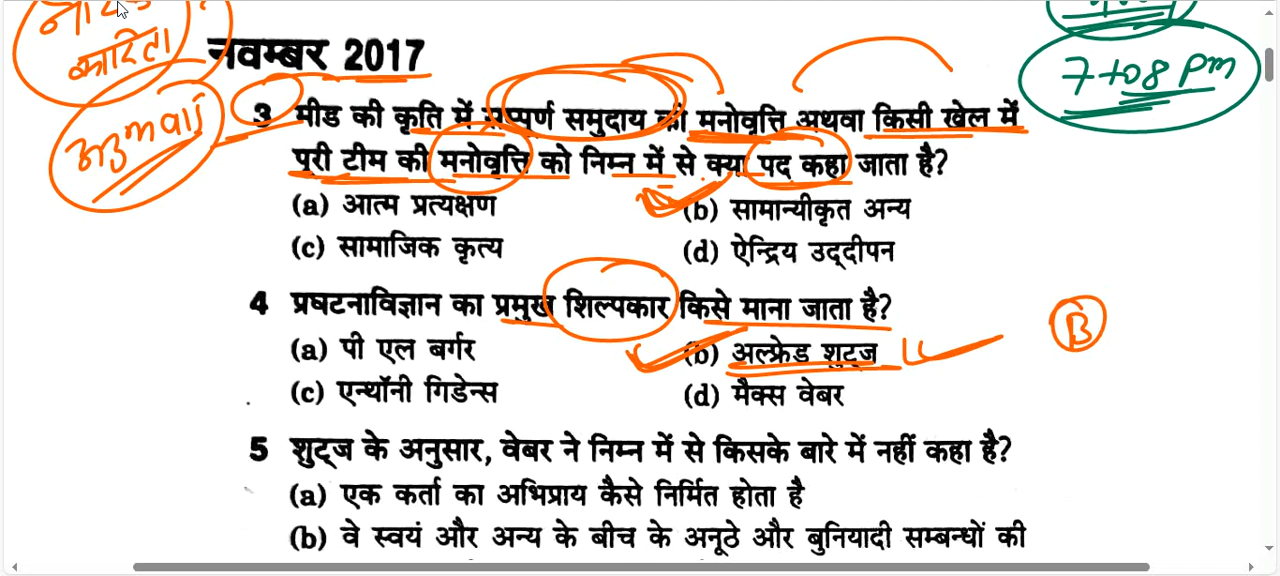 कारिता
नवम्बर 2017
7 to 8 pm
3 मीड की कृति में सम्पूर्ण समुदाय की मनोवृत्ति अथवा किसी खेल में
पूरी टीम की मनोवृत्ति को निम्न में से क्या पद कहा जाता है?
(a) आत्म प्रत्यक्षण (b) सामान्यीकृत अन्य
(c) सामाजिक कृत्य (d) ऐन्द्रिय उद्दीपन
4 प्रघटनाविज्ञान का प्रमुख शिल्पकार किसे माना जाता है?
(a) पी एल बर्गर (b) अल्फ्रेड शुट्ज
B
(c) एन्थॉनी गिडेन्स (d) मैक्स वेबर
5 शुट्ज के अनुसार, वेबर ने निम्न में से किसके बारे में नहीं कहा है?
(a) एक कर्ता का अभिप्राय कैसे निर्मित होता है
(b) वे स्वयं और अन्य के बीच के अनूठे और बुनियादी सम्बन्धों की